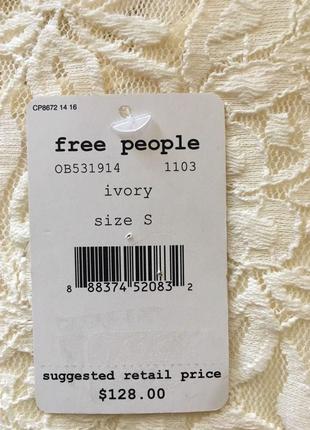 CP8672 14 16
free people
OB531914 1103
ivory
size S
8 88374 52083 2
suggested retail price
$128.00